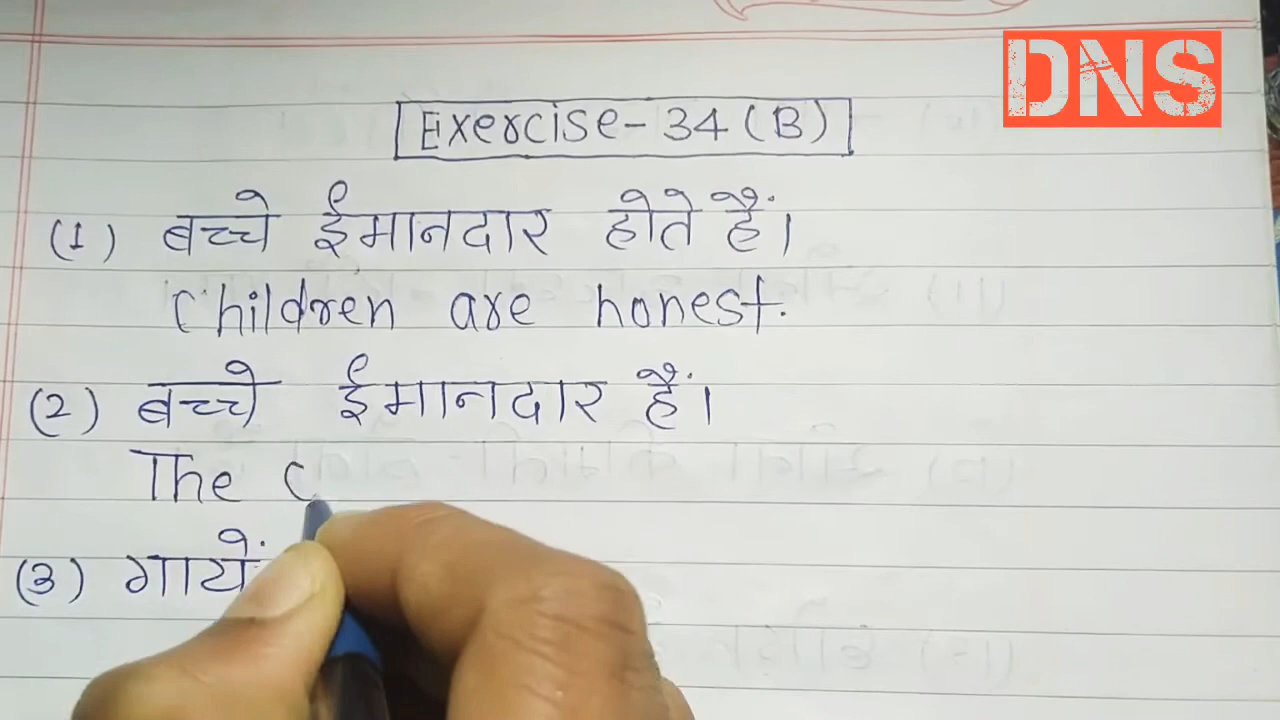 DNS
Exercise - 34 (B)
(1) बच्चे ईमानदार होते हैं।
Children are honest.
(2) बच्चे ईमानदार हैं।
The C
(3) गायें